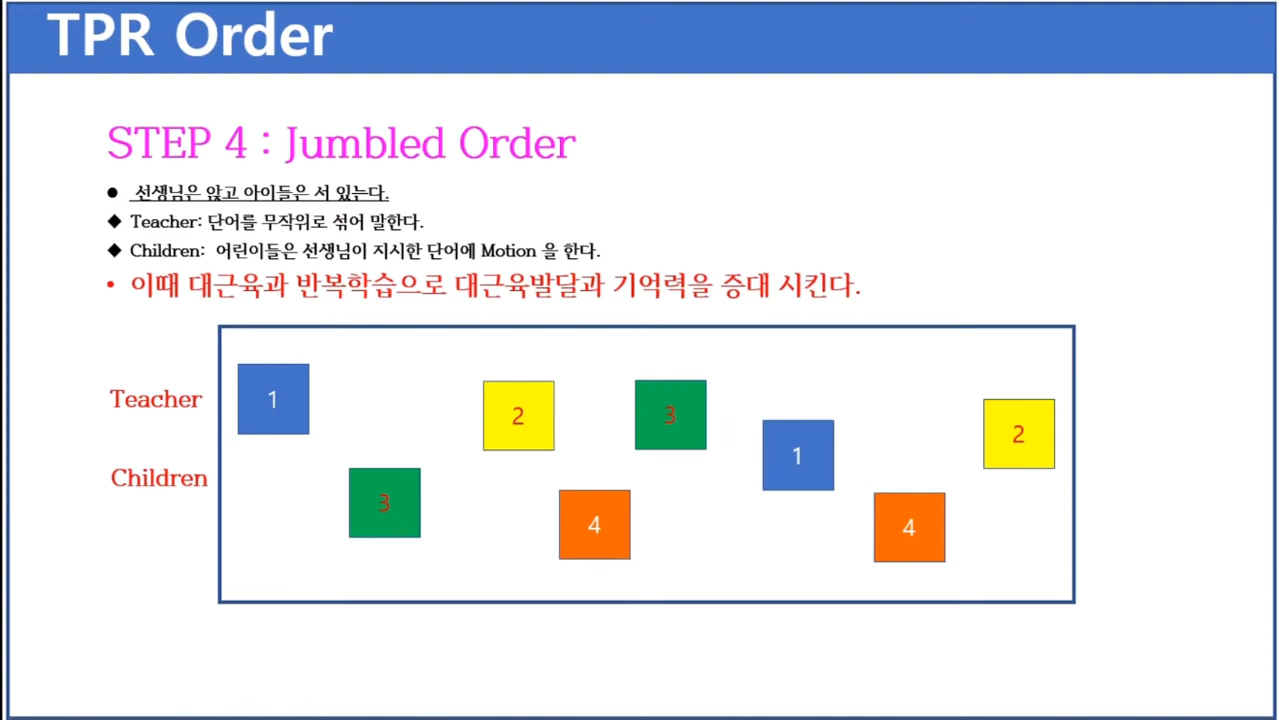 TPR Order
STEP 4 : Jumbled Order
● 선생님은 앉고 아이들은 서 있는다.
◆ Teacher: 단어를 무작위로 섞어 말한다.
◆ Children: 어린이들은 선생님이 지시한 단어에 Motion 을 한다.
• 이때 대근육과 반복학습으로 대근육발달과 기억력을 증대 시킨다.
Teacher
1
2
3
1
2
Children
3
4
4